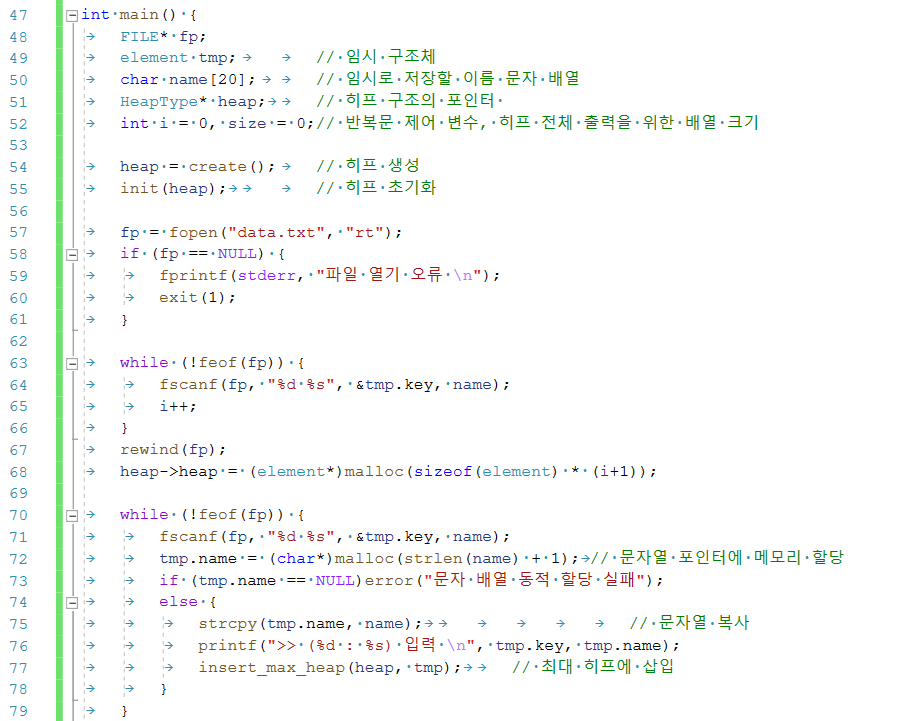 47 int main() {
48 FILE* fp;
49 element tmp; // 임시 구조체
50 char name[20]; // 임시로 저장할 이름 문자 배열
51 HeapType* heap; // 히프 구조의 포인터
52 int i = 0, size = 0;// 반복문 제어 변수, 히프 전체 출력을 위한 배열 크기
53
54 heap = create(); // 히프 생성
55 init(heap); // 히프 초기화
56
57 fp = fopen("data.txt", "rt");
58 if (fp == NULL) {
59 fprintf(stderr, "파일 열기 오류 \n");
60 exit(1);
61 }
62
63 while (!feof(fp)) {
64 fscanf(fp, "%d %s", &tmp.key, name);
65 i++;
66 }
67 rewind(fp);
68 heap->heap = (element*)malloc(sizeof(element) * (i+1));
69
70 while (!feof(fp)) {
71 fscanf(fp, "%d %s", &tmp.key, name);
72 tmp.name = (char*)malloc(strlen(name) + 1); // 문자열 포인터에 메모리 할당
73 if (tmp.name == NULL)error("문자 배열 동적 할당 실패");
74 else {
75 strcpy(tmp.name, name); // 문자열 복사
76 printf(">> (%d : %s) 입력 \n", tmp.key, tmp.name);
77 insert_max_heap(heap, tmp); // 최대 히프에 삽입
78 }
79 }